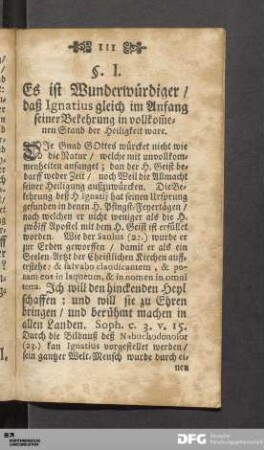 III
§. I.
Es ist Wunderwürdiger /
daß Ignatius gleich im Anfang
seiner Bekehrung in vollkom̃e-
nen Stand der Heiligkeit ware.
DIe Gnad GOttes würcket nicht wie
die Natur / welche mit unvollkom-
menheiten anfanget; dan der H. Geist be-
darff weder Zeit / noch Weil die Allmacht
seiner Heiligung außzuwürcken. Die Be-
kehrung deß H Ignatij hat seinen Ursprung
gefunden in denen H. Pfingst-Feyertägen /
nach welchen er nicht weniger als die H.
zwölff Apostel mit dem H. Geist ist erfüllet
worden. Wie der Saulus (22.) wurde er
zur Erden geworffen / damit er als ein
Seelen Artzt der Christlichen Kirchen auff-
erstehe: & salvabo claudicantem, & po-
nam eos in laudem, & in nomen in omni
terra. Ich will den hinckenden Heyl
schaffen: und will sie zu Ehren
bringen / und berühmt machen in
allen Landen. Soph. c. 3. v. 15.
Durch die Bildnuß deß Nabuchodonosor
(23.) kan Ignatius vorgestellet werden /
sein gantzer Welt-Mensch wurde durch ei-
nen
DFG